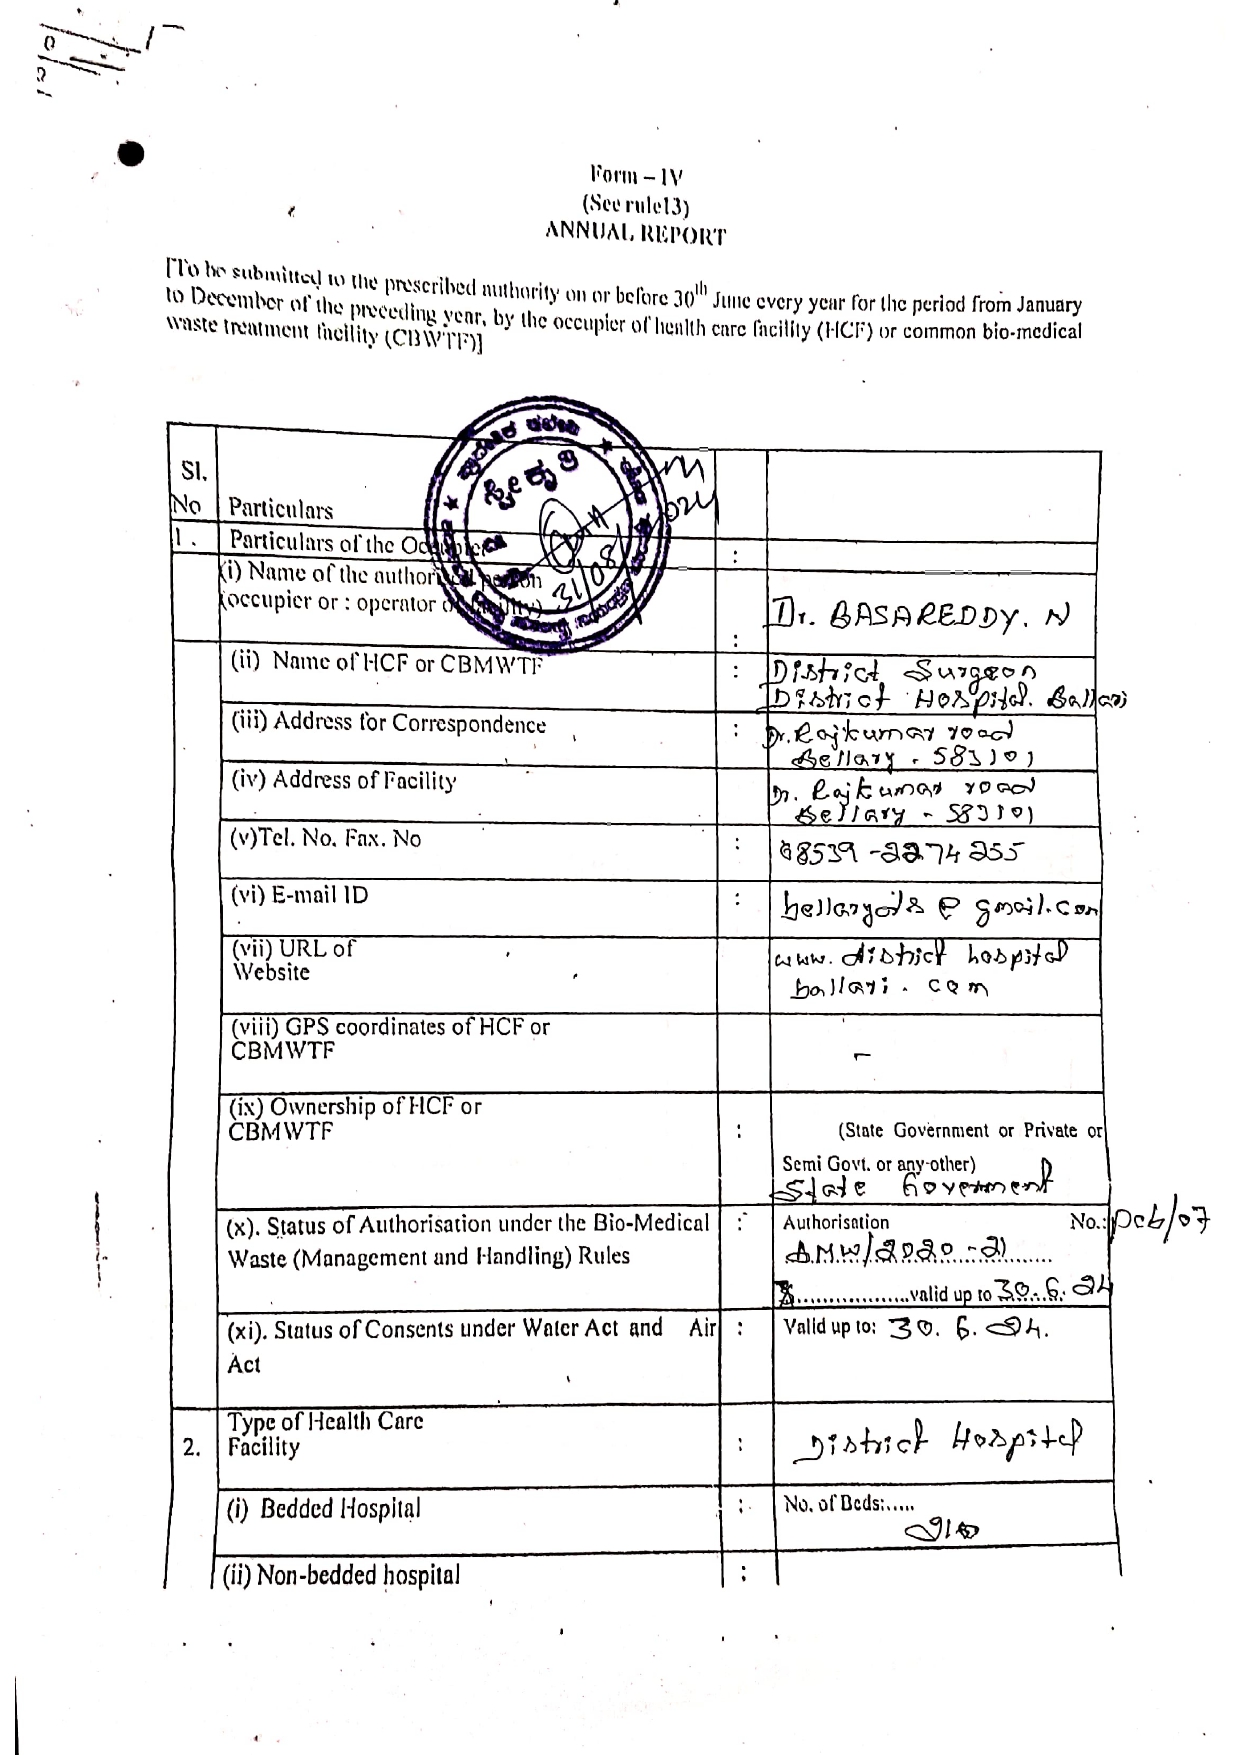 Form – IV
(See rule13)
ANNUAL REPORT
[To be submitted to the prescribed authority on or before 30th June every year for the period from January
to December of the preceding year, by the occupier of health care facility (HCF) or common bio-medical
waste treatment facility (CBWTF)]
Sl.
No Particulars
1. Particulars of the Occupier :
(i) Name of the authorised person
(occupier or : operator of facility) : Dr. BASAREDDY. N
ಸ್ವೀಕೃತಿ
31/08/2021
(ii) Name of HCF or CBMWTF : District Surgeon
District Hospital. Ballari
(iii) Address for Correspondence : Dr. Rajkumar road
Bellary - 583101
(iv) Address of Facility Dr. Rajkumar road
Bellary - 583101
(v)Tel. No. Fax. No : 08539-2274255
(vi) E-mail ID : @ gmail.com
(vii) URL of
Website
www. district hospital
ballari. com
(viii) GPS coordinates of HCF or
CBMWTF
-
(ix) Ownership of HCF or
CBMWTF : (State Government or Private or
Semi Govt. or any-other)
State Goverment
(x). Status of Authorisation under the Bio-Medical : Authorisation No.: pcb/07
Waste (Management and Handling) Rules BMW/2020-21
..................valid up to 30.6.24
(xi). Status of Consents under Water Act and Air : Valid up to: 30.6.24.
Act
2. Type of Health Care
Facility : District Hospital
(i) Bedded Hospital : No. of Beds:.....
(ii) Non-bedded hospital :